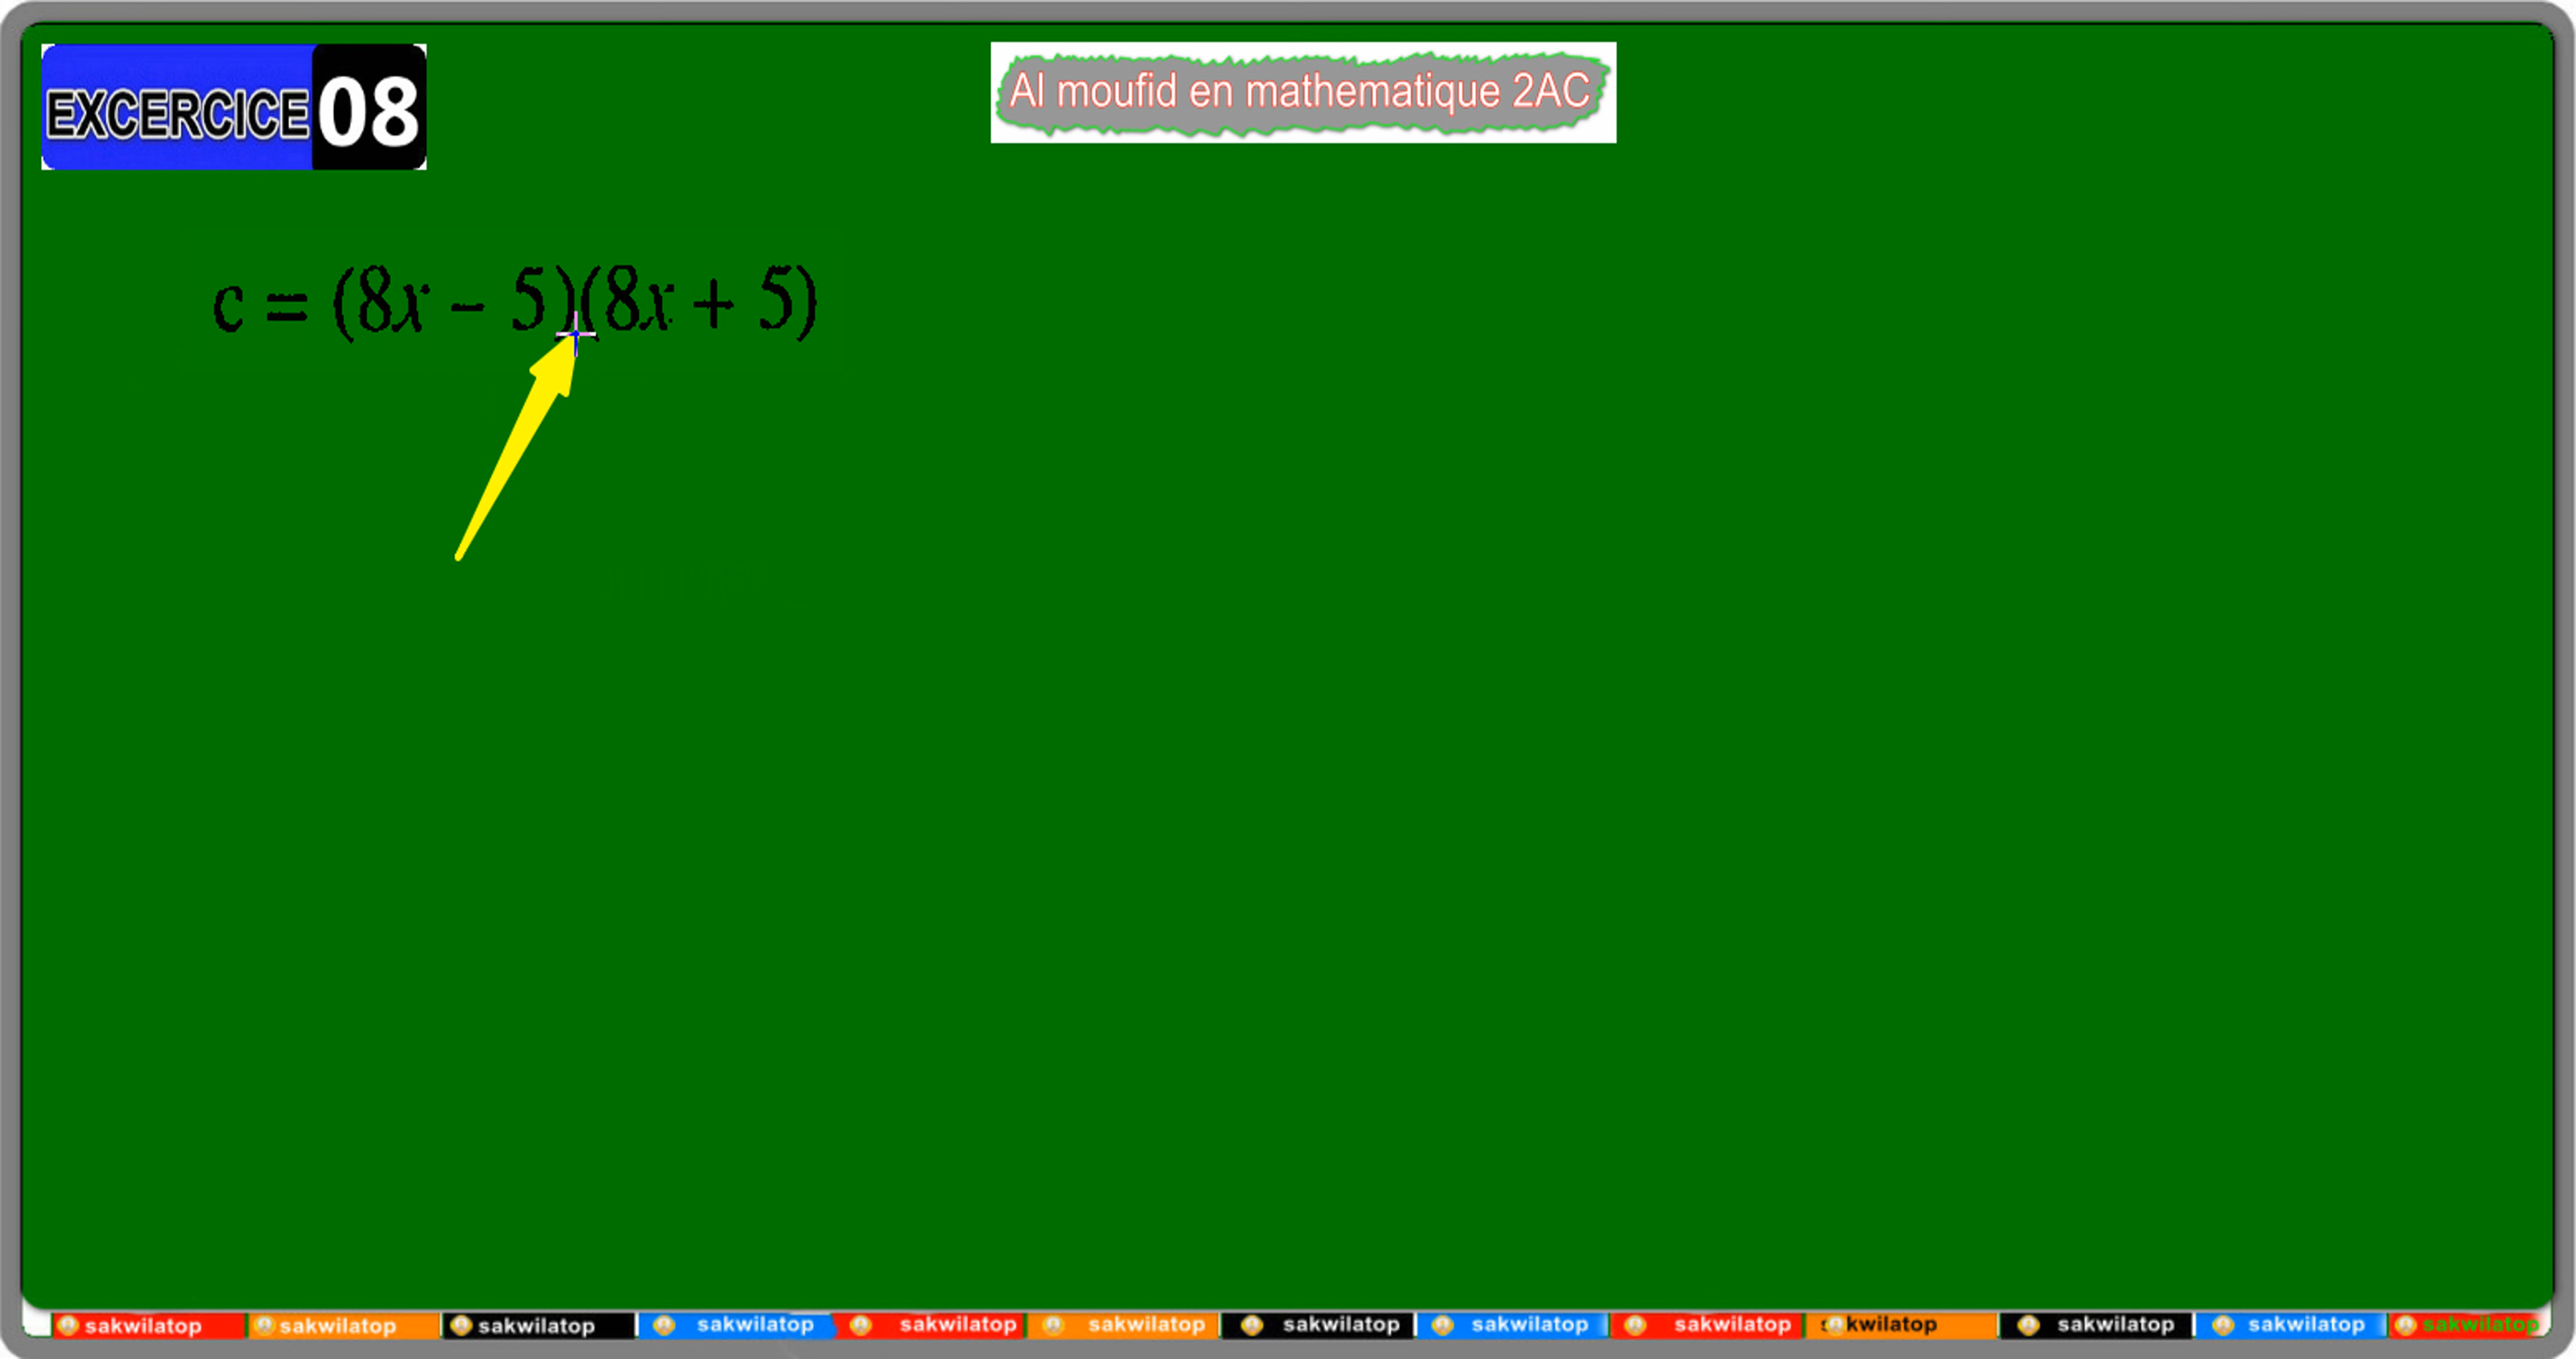 EXCERCICE 08
Al moufid en mathematique 2AC
c = (8x − 5)(8x + 5)
sakwilatop sakwilatop sakwilatop sakwilatop sakwilatop sakwilatop sakwilatop sakwilatop sakwilatop kwilatop sakwilatop sakwilatop sakwilatop